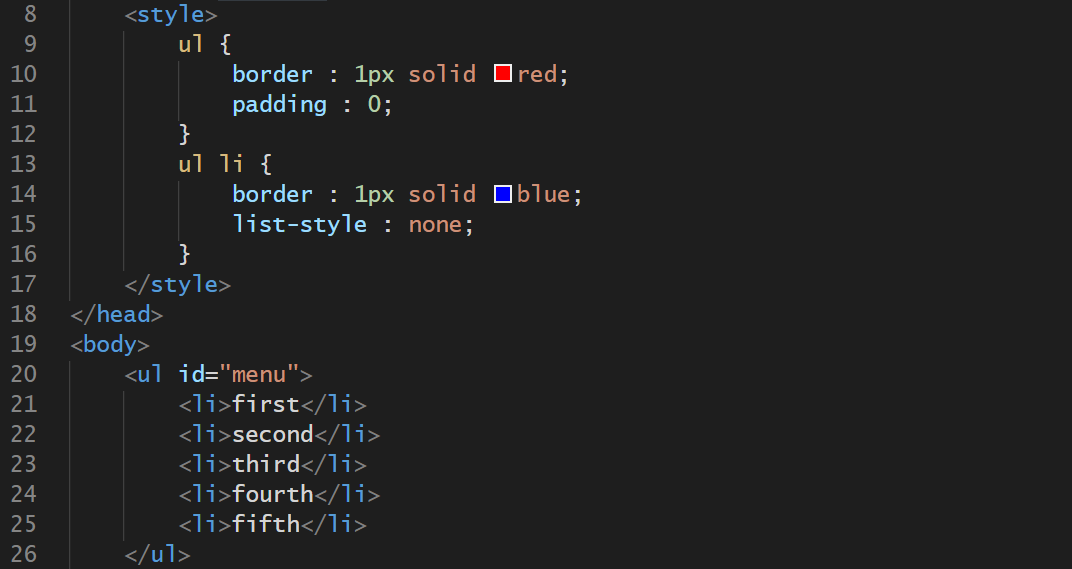 8 <style>
9 ul {
10 border : 1px solid red;
11 padding : 0;
12 }
13 ul li {
14 border : 1px solid blue;
15 list-style : none;
16 }
17 </style>
18 </head>
19 <body>
20 <ul id="menu">
21 <li>first</li>
22 <li>second</li>
23 <li>third</li>
24 <li>fourth</li>
25 <li>fifth</li>
26 </ul>